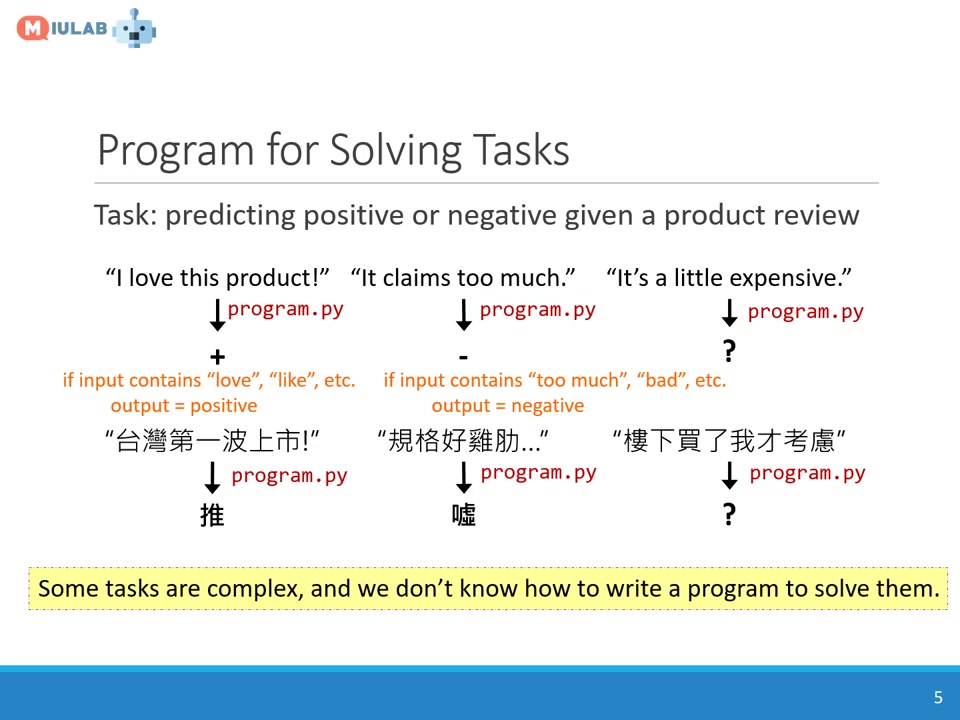 MIULAB
Program for Solving Tasks
Task: predicting positive or negative given a product review
“I love this product!” “It claims too much.” “It’s a little expensive.”
program.py program.py program.py
+ - ?
if input contains “love”, “like”, etc. if input contains “too much”, “bad”, etc.
output = positive output = negative
“台灣第一波上市!” “規格好雞肋...” “樓下買了我才考慮”
program.py program.py program.py
推 噓 ?
Some tasks are complex, and we don’t know how to write a program to solve them.
5